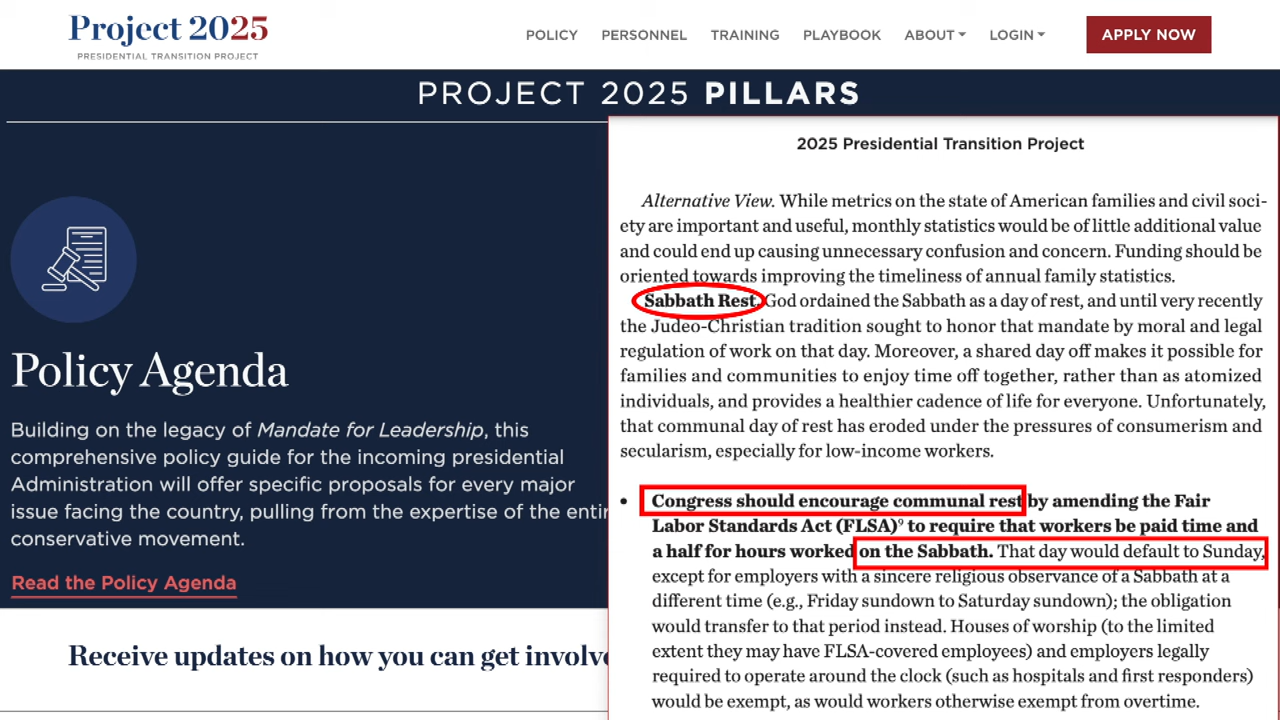 Project 2025
PRESIDENTIAL TRANSITION PROJECT
POLICY PERSONNEL TRAINING PLAYBOOK ABOUT LOGIN APPLY NOW
PROJECT 2025 PILLARS
Policy Agenda
Building on the legacy of Mandate for Leadership, this
comprehensive policy guide for the incoming presidential
Administration will offer specific proposals for every major
issue facing the country, pulling from the expertise of the entir
conservative movement.
Read the Policy Agenda
Receive updates on how you can get involve
2025 Presidential Transition Project
Alternative View. While metrics on the state of American families and civil soci-
ety are important and useful, monthly statistics would be of little additional value
and could end up causing unnecessary confusion and concern. Funding should be
oriented towards improving the timeliness of annual family statistics.
Sabbath Rest. God ordained the Sabbath as a day of rest, and until very recently
the Judeo-Christian tradition sought to honor that mandate by moral and legal
regulation of work on that day. Moreover, a shared day off makes it possible for
families and communities to enjoy time off together, rather than as atomized
individuals, and provides a healthier cadence of life for everyone. Unfortunately,
that communal day of rest has eroded under the pressures of consumerism and
secularism, especially for low-income workers.
• Congress should encourage communal rest by amending the Fair
Labor Standards Act (FLSA)⁹ to require that workers be paid time and
a half for hours worked on the Sabbath. That day would default to Sunday,
except for employers with a sincere religious observance of a Sabbath at a
different time (e.g., Friday sundown to Saturday sundown); the obligation
would transfer to that period instead. Houses of worship (to the limited
extent they may have FLSA-covered employees) and employers legally
required to operate around the clock (such as hospitals and first responders)
would be exempt, as would workers otherwise exempt from overtime.